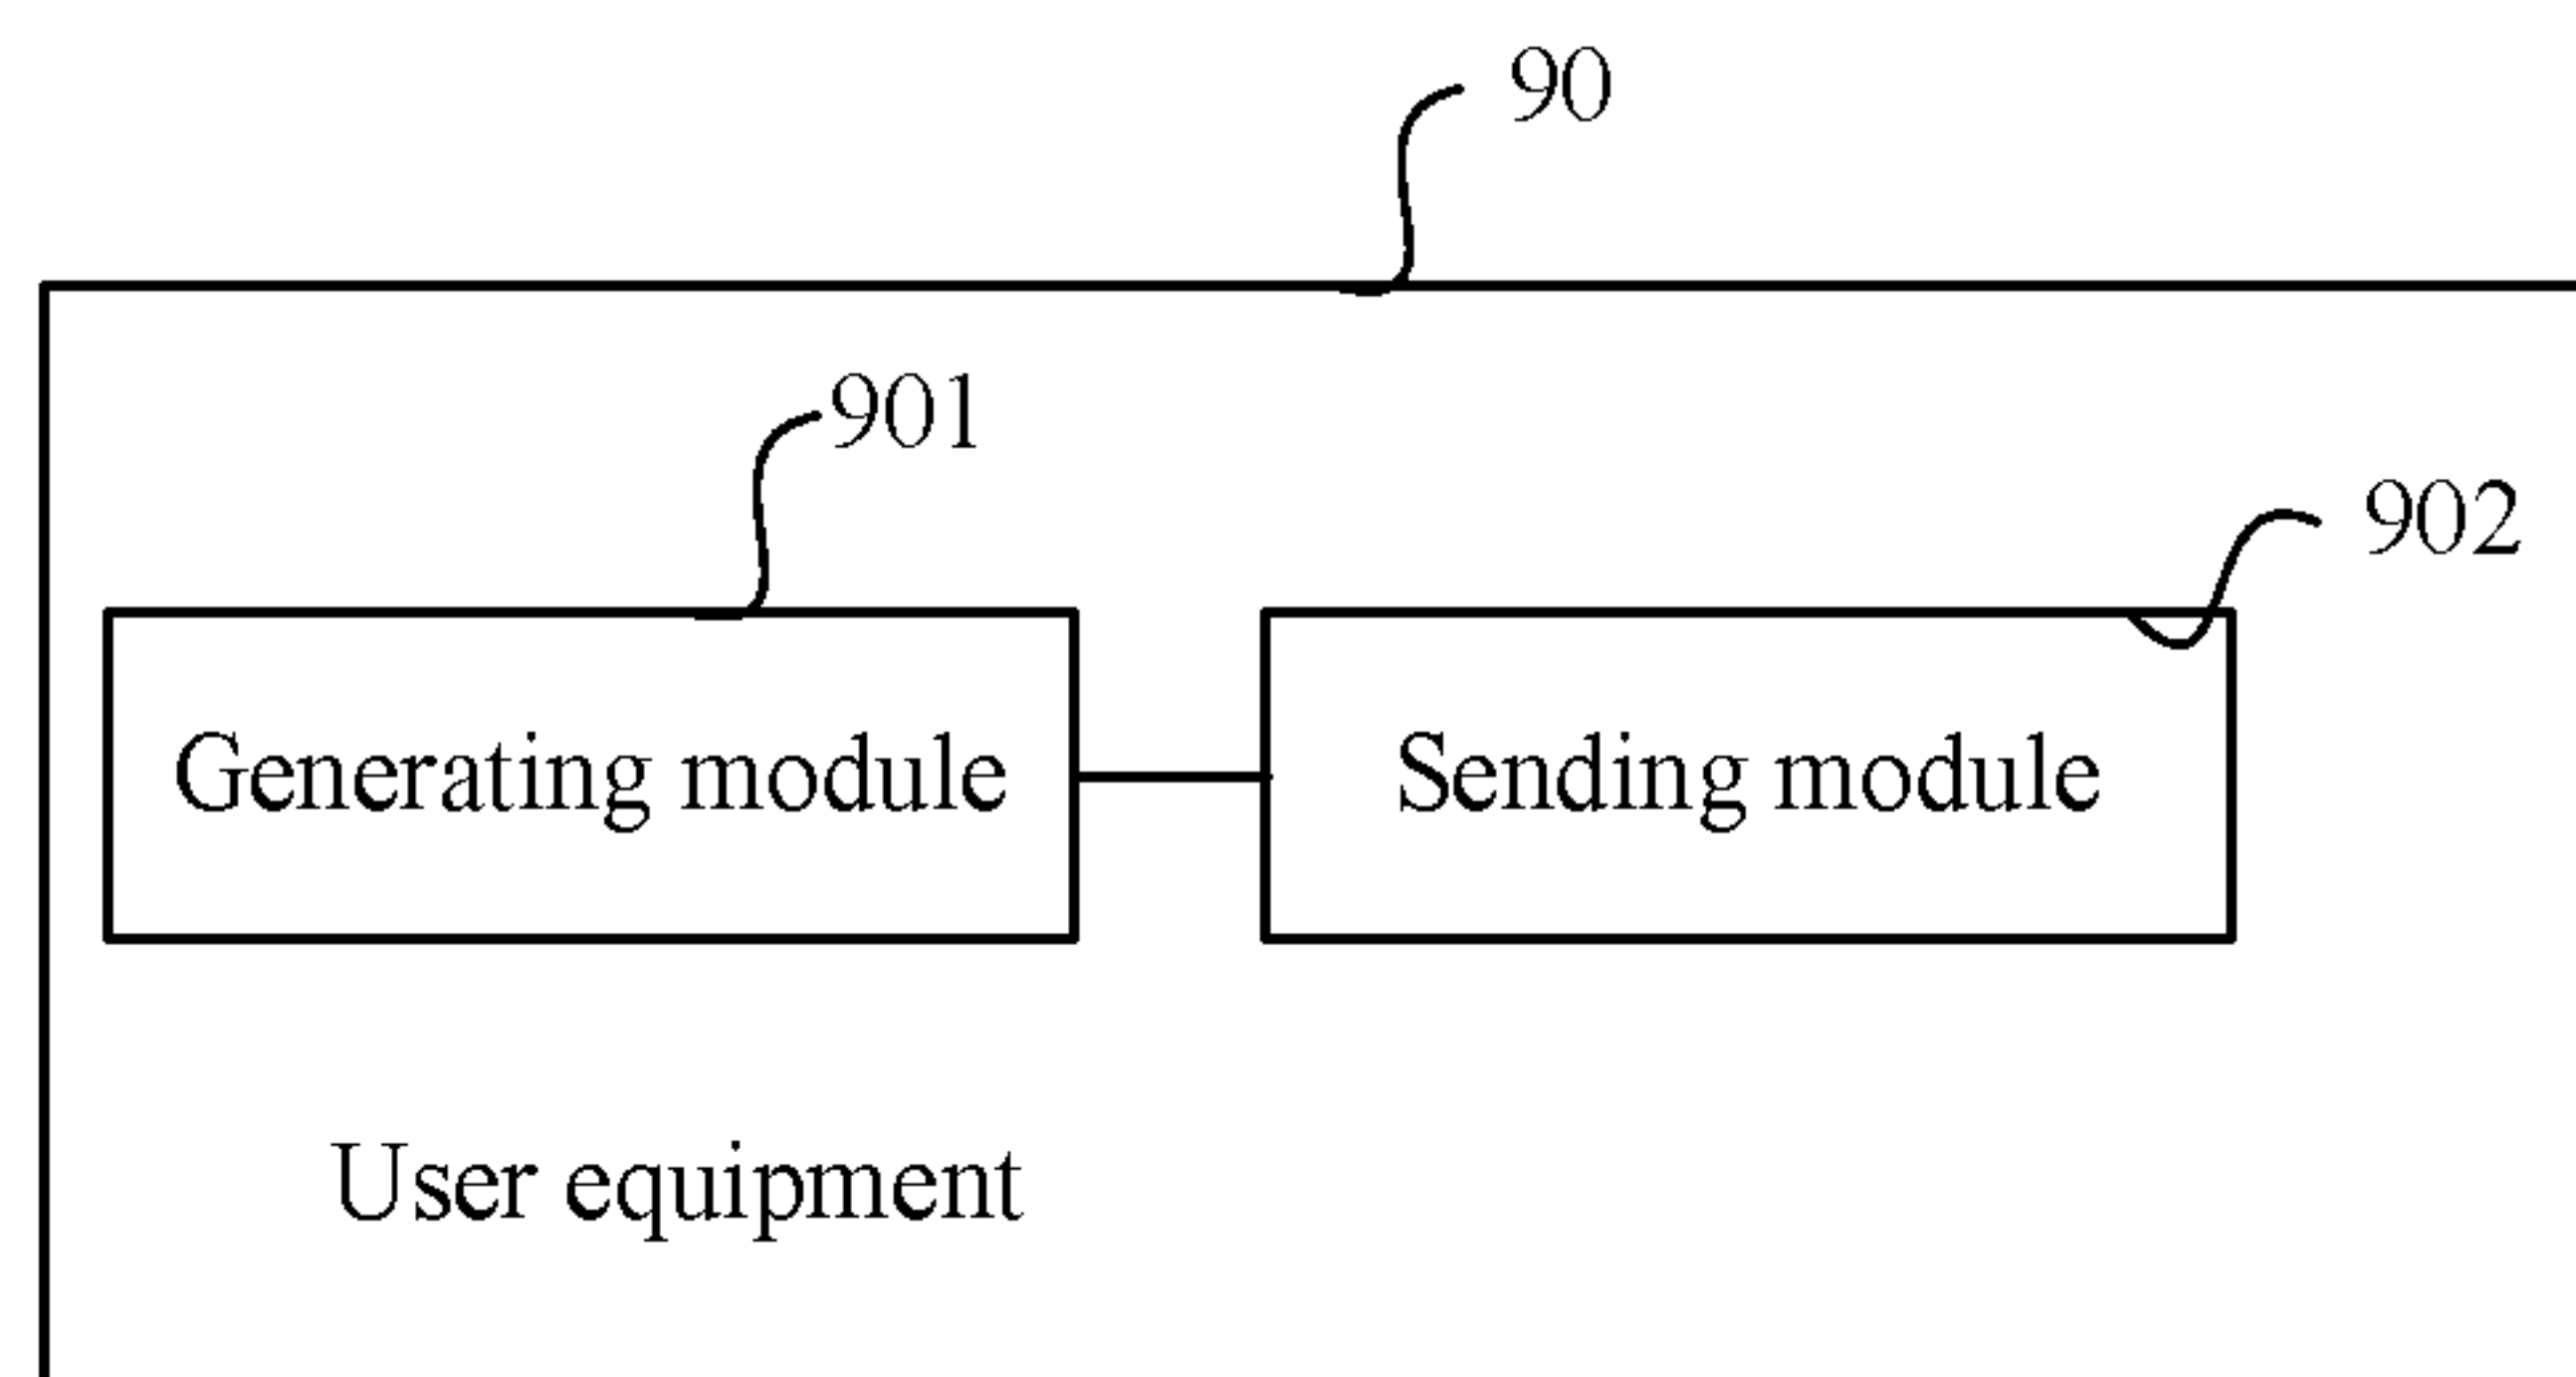 90
901
902
Generating module
Sending module
User equipment